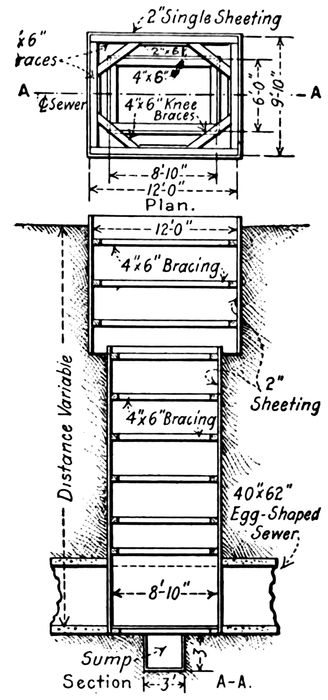 2" Single Sheeting
"x6"
races
2"x6"
4"x6"
A
℄ Sewer
A
4"x6" Knee
Braces
6'-0"
9'-10"
8'-10"
12'-0"
Plan.
12'-0"
4"x6" Bracing
2"
Sheeting
4"x6" Bracing
Distance Variable
40"x62"
Egg-Shaped
Sewer
8'-10"
Sump
3'
3'
Section A-A.